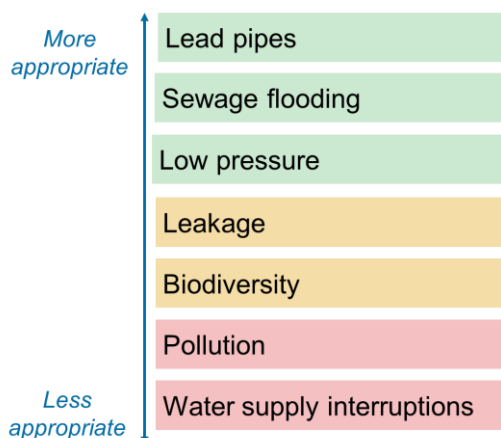 More
appropriate
Lead pipes
Sewage flooding
Low pressure
Leakage
Biodiversity
Pollution
Less
appropriate
Water supply interruptions